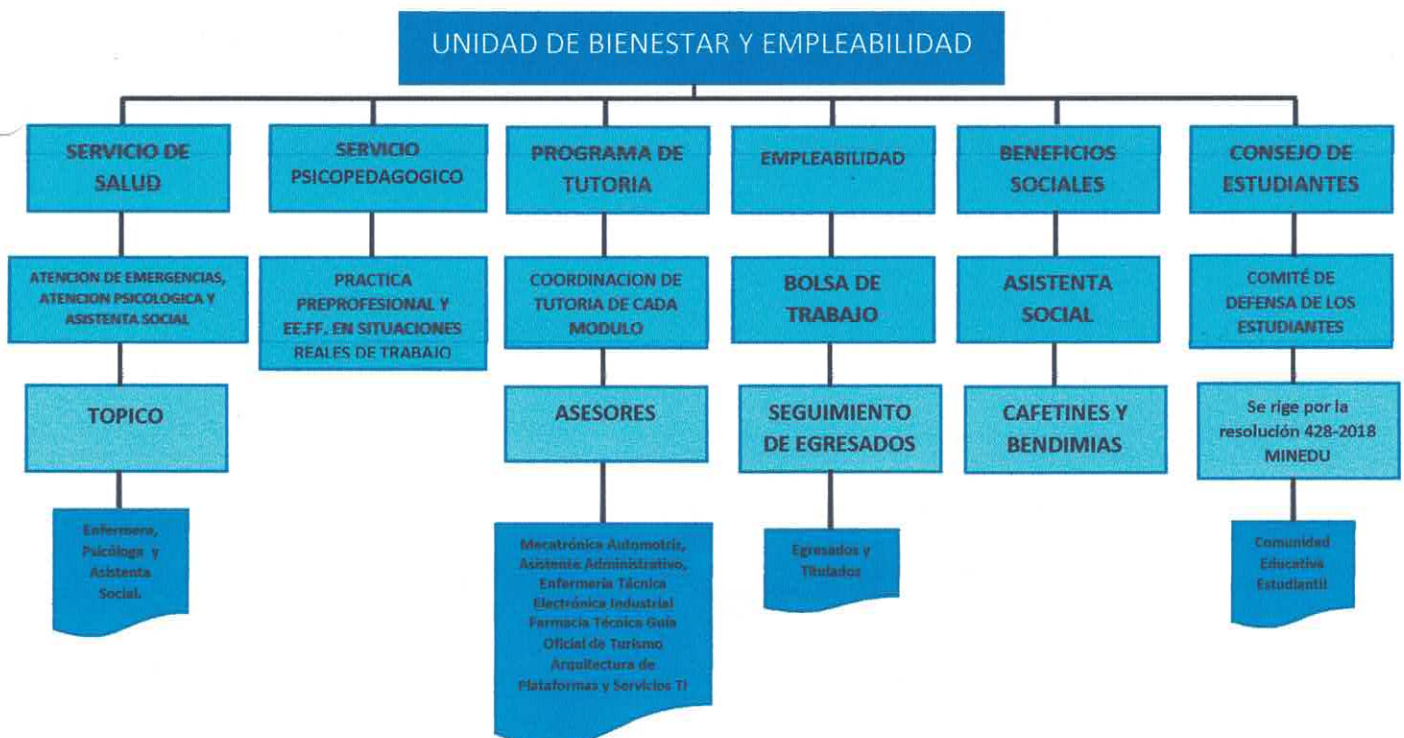 UNIDAD DE BIENESTAR Y EMPLEABILIDAD
SERVICIO DE
SALUD
SERVICIO
PSICOPEDAGOGICO
PROGRAMA DE
TUTORIA
EMPLEABILIDAD
BENEFICIOS
SOCIALES
CONSEJO DE
ESTUDIANTES
ATENCION DE EMERGENCIAS,
ATENCION PSICOLOGICA Y
ASISTENTA SOCIAL
PRACTICA
PREPROFESIONAL Y
EE.FF. EN SITUACIONES
REALES DE TRABAJO
COORDINACION DE
TUTORIA DE CADA
MODULO
BOLSA DE
TRABAJO
ASISTENTA
SOCIAL
COMITÉ DE
DEFENSA DE LOS
ESTUDIANTES
TOPICO
ASESORES
SEGUIMIENTO
DE EGRESADOS
CAFETINES Y
BENDIMIAS
Se rige por la
resolución 428-2018
MINEDU
Enfermera,
Psicóloga y
Asistenta
Social.
Mecatrónica Automotriz,
Asistente Administrativo,
Enfermería Técnica
Electrónica Industrial
Farmacia Técnica Guía
Oficial de Turismo
Arquitectura de
Plataformas y Servicios TI
Egresados y
Titulados
Comunidad
Educativa
Estudiantil